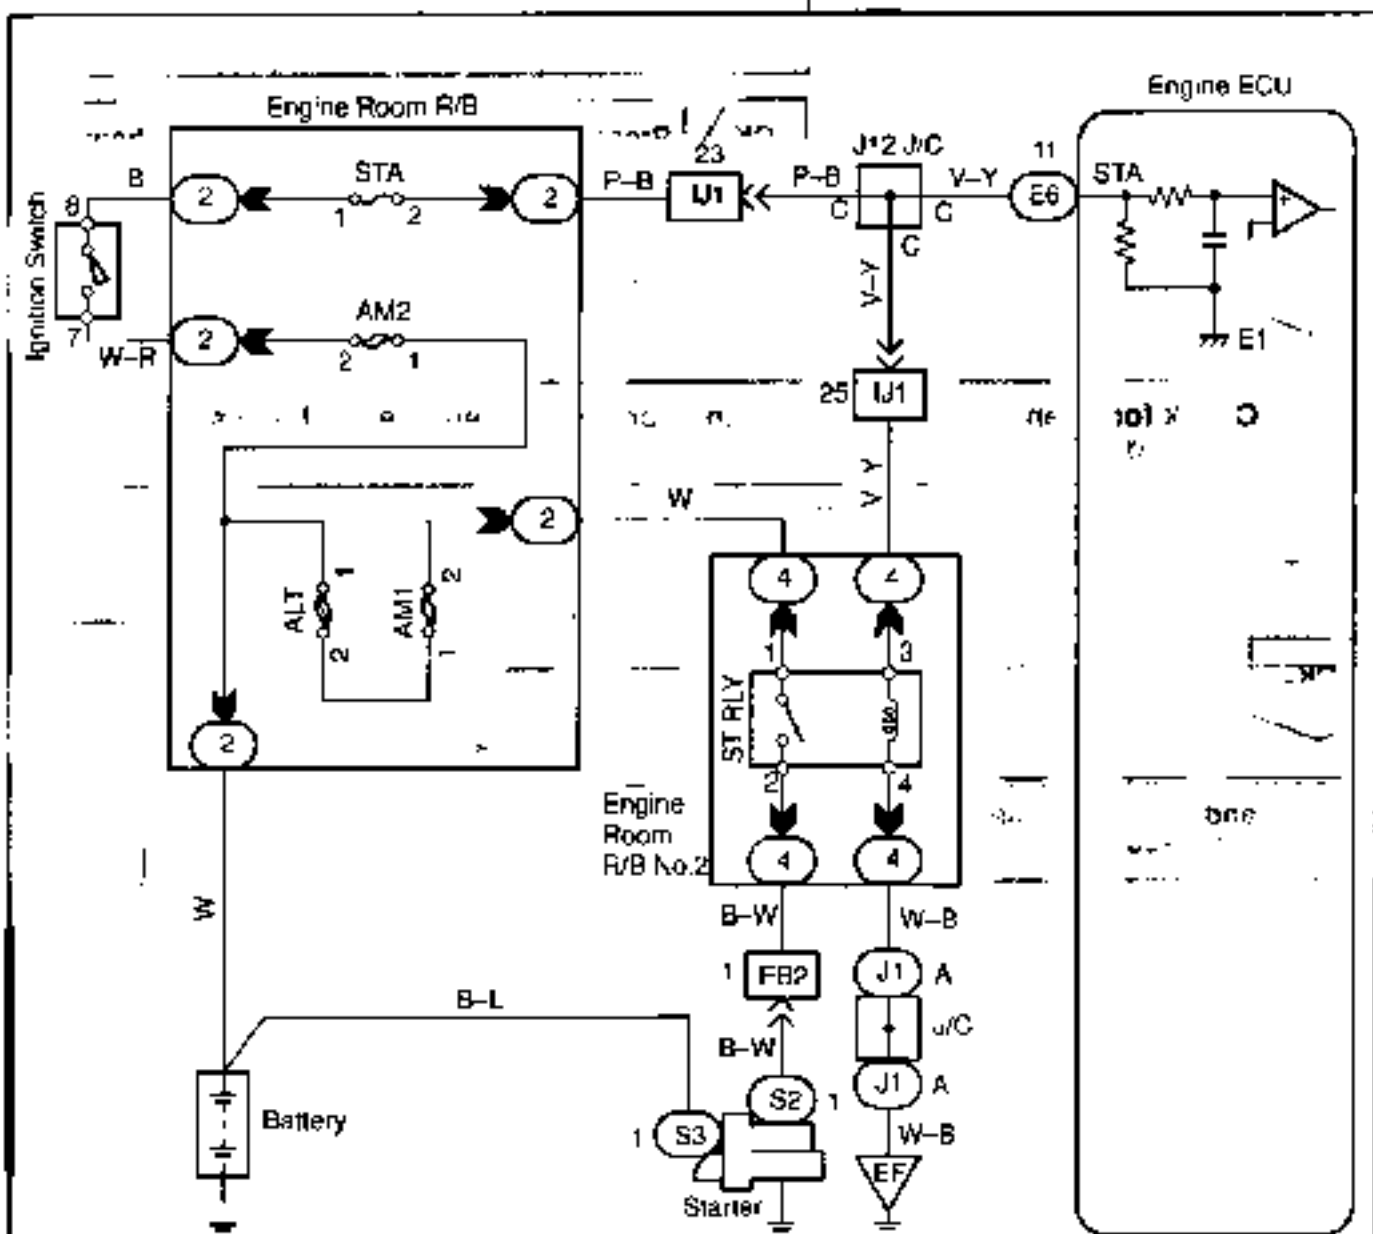 Engine Room R/B
Engine ECU
23
J12 J/C
11
B
2
STA
2
P-B
IJ1
P-B
V-Y
E6
STA
8
1
2
C
C
C
Ignition Switch
AM2
V-Y
7
W-R
2
2
1
E1
25
IJ1
W
V Y
2
ALT
1
2
AM1
2
1
4
4
1
3
ST RLY
2
2
4
Engine
Room
R/B No.2
4
4
W
B-W
W-B
1
FB2
J1
A
B-L
J/C
B-W
Battery
S2
1
J1
A
1
S3
W-B
EF
Starter